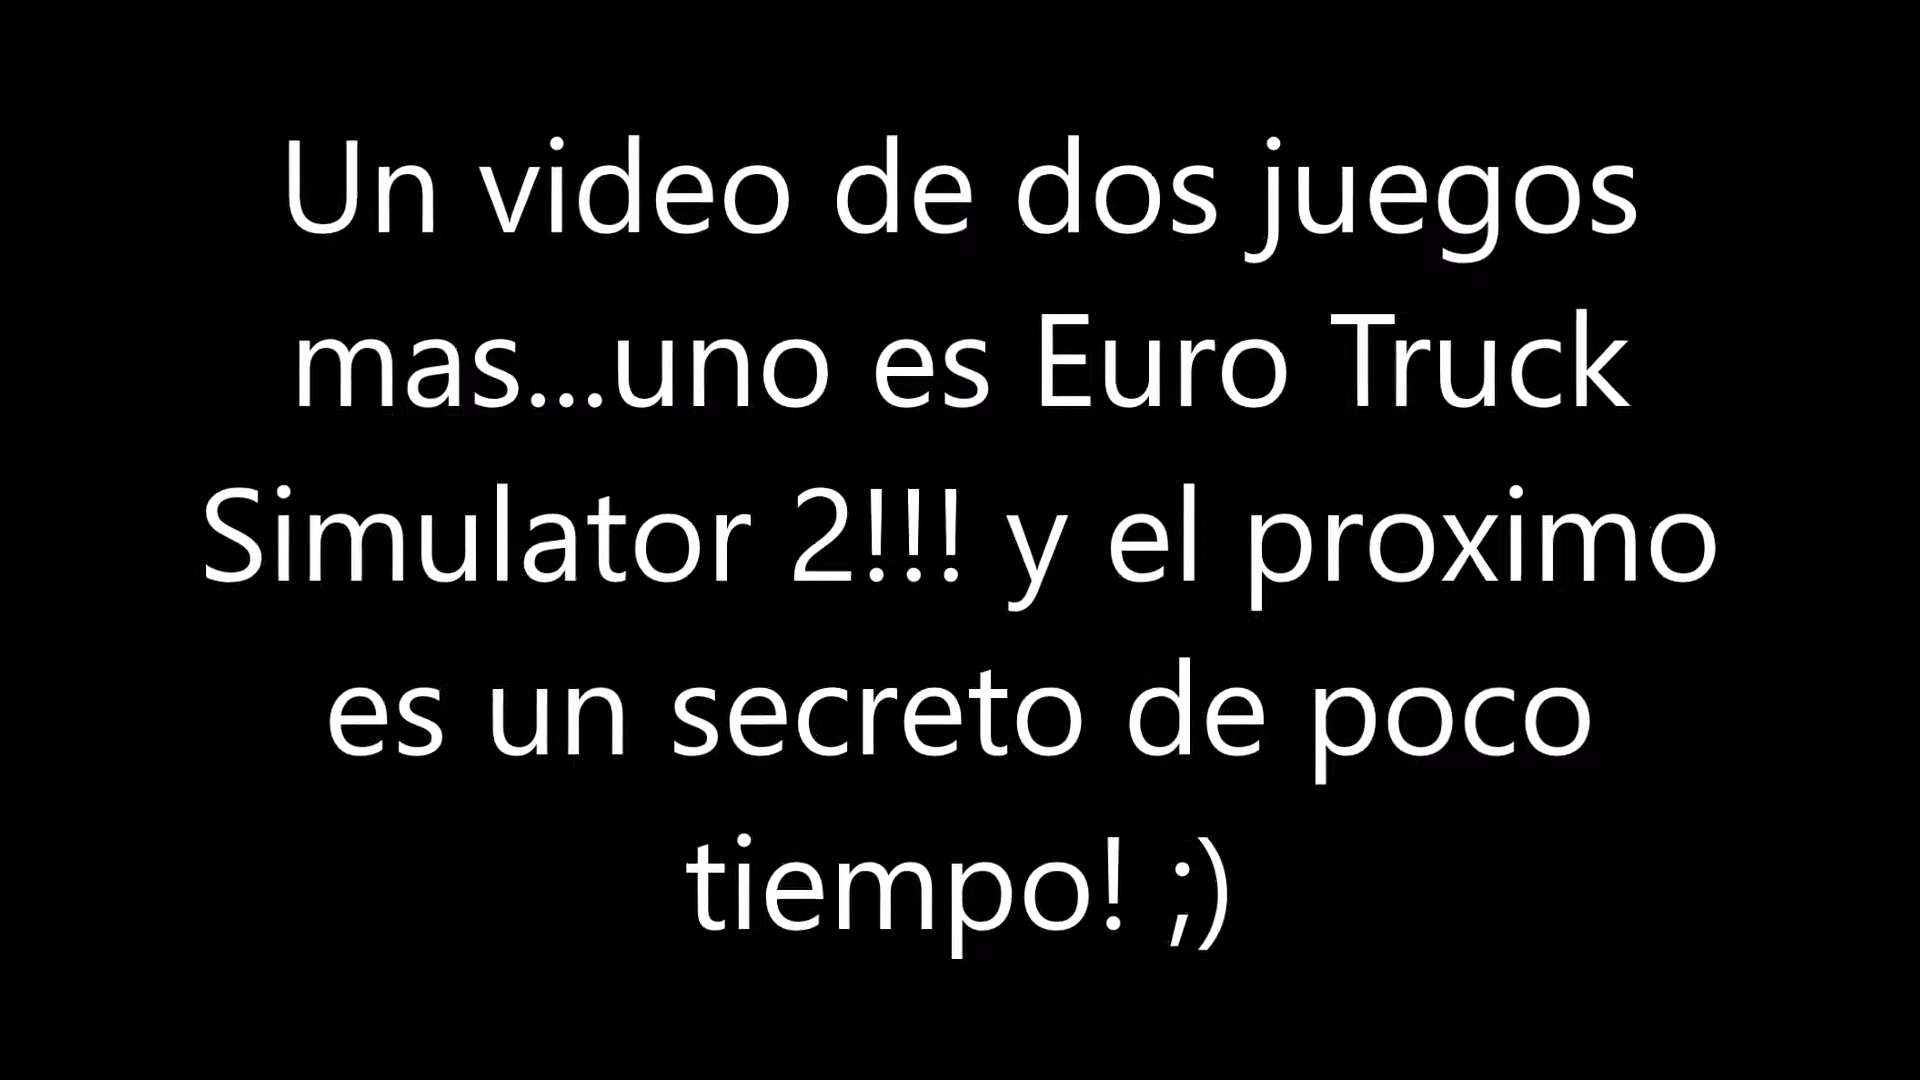 Un video de dos juegos
mas...uno es Euro Truck
Simulator 2!!! y el proximo
es un secreto de poco
tiempo! ;)